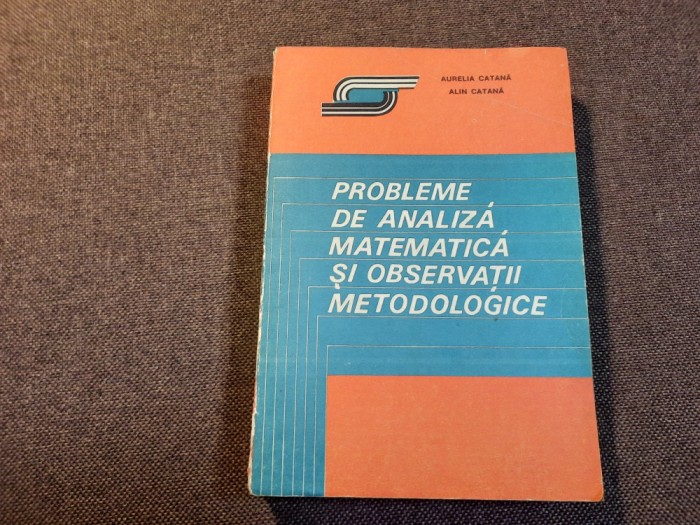 AURELIA CATANĂ
ALIN CATANĂ
PROBLEME
DE ANALIZĂ
MATEMATICĂ
ȘI OBSERVAȚII
METODOLOGICE